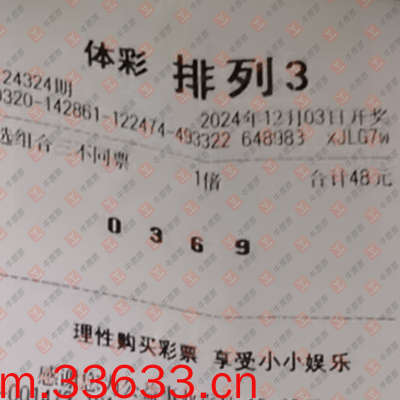 体彩 排列3
24324期 2024年12月03日开奖
0320-142861-122474-493322 648983 xJLG7w
选组合三不同票
1倍 合计48元
0 3 6 9
理性购买彩票 享受小小娱乐
m.33633.cn